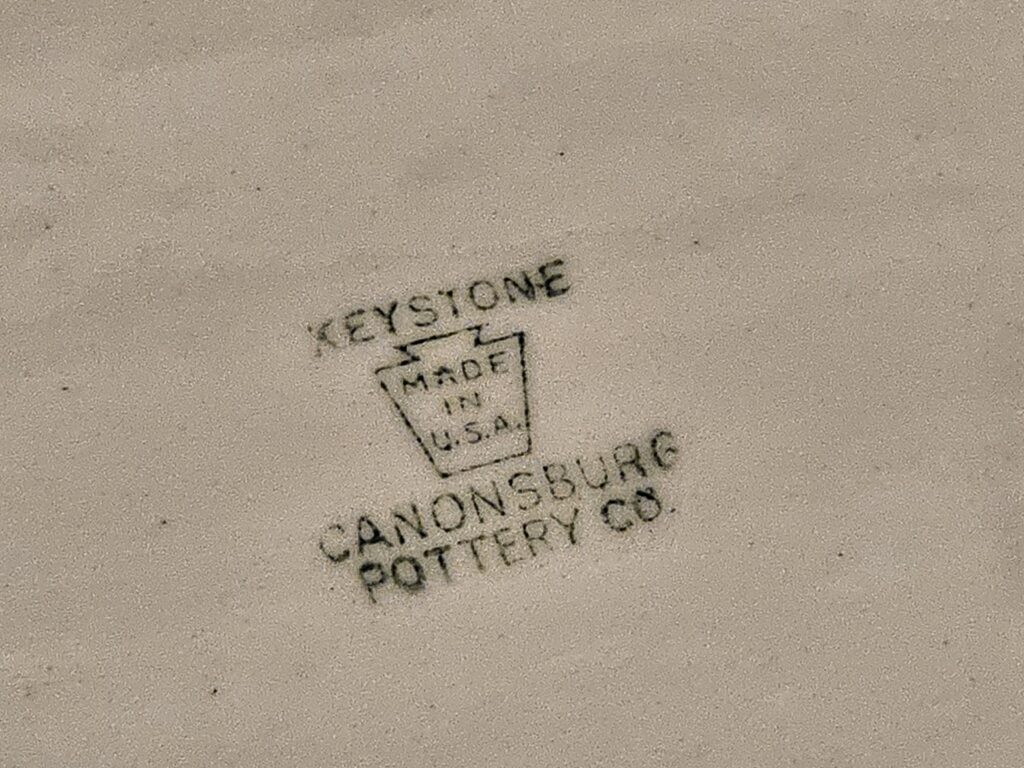 KEYSTONE
MADE
IN
U.S.A.
CANONSBURG
POTTERY CO.